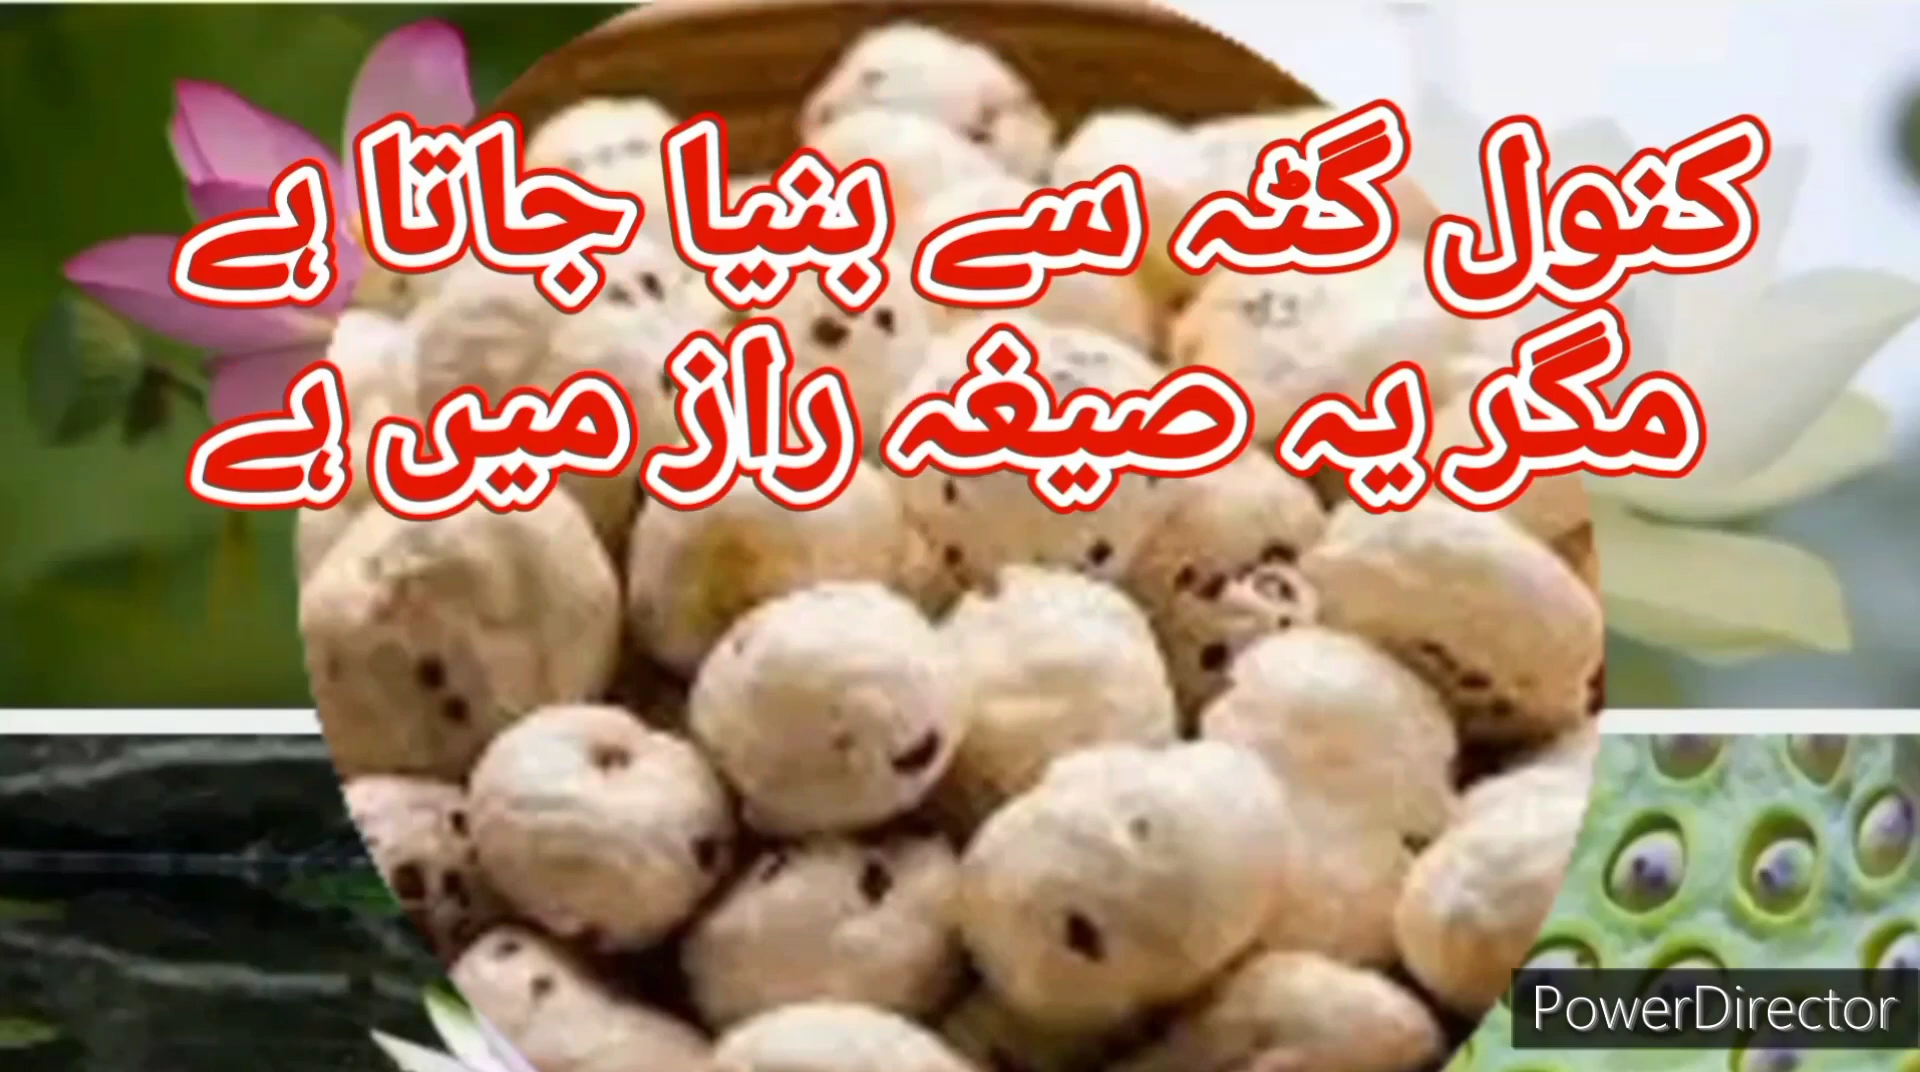 کنول گٹہ سے بنیا جاتا ہے
مگر یہ صیغہ راز میں ہے
PowerDirector